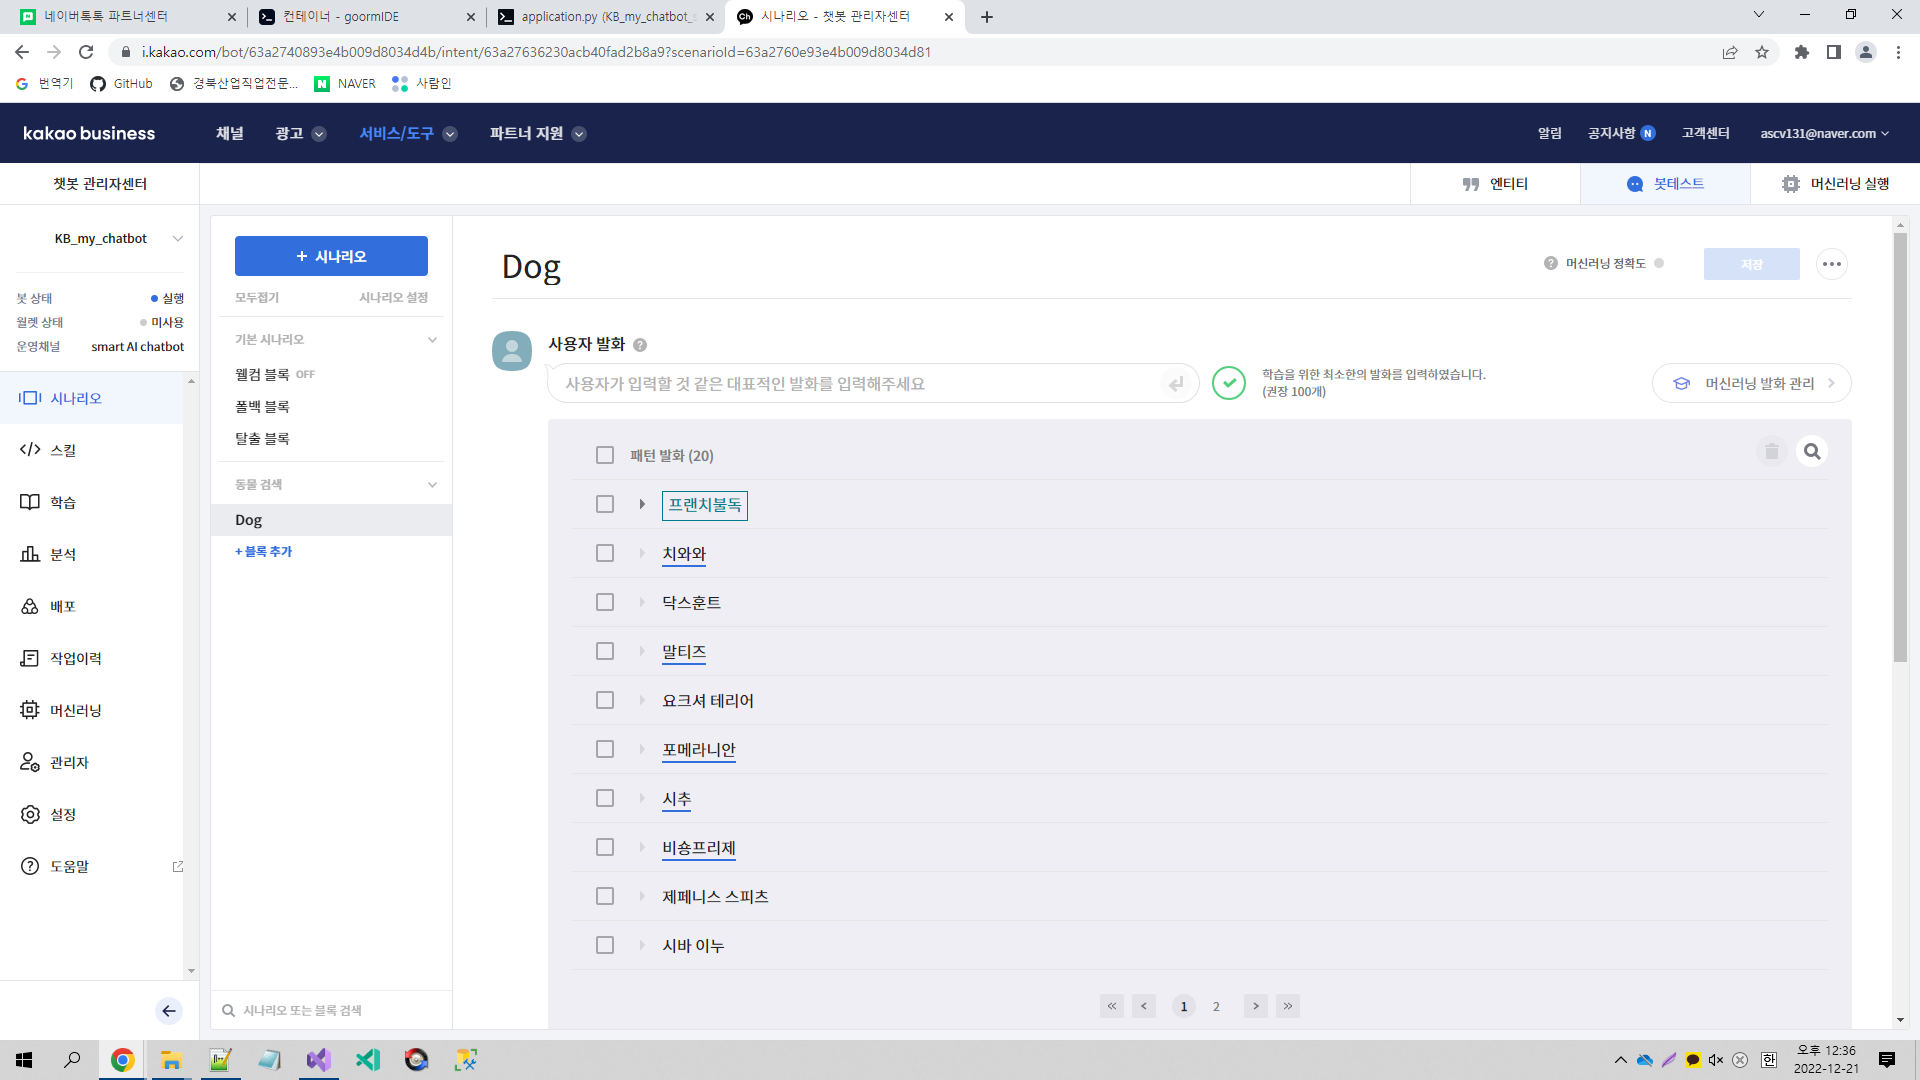 네이버톡톡 파트너센터
컨테이너 - goormIDE
application.py (KB_my_chatbot_s
시나리오 - 챗봇 관리자센터
i.kakao.com/bot/63a2740893e4b009d8034d4b/intent/63a27636230acb40fad2b8a9?scenarioId=63a2760e93e4b009d8034d81
번역기
GitHub
경북산업직업전문...
NAVER
사람인
kakao business
채널
광고
서비스/도구
파트너 지원
알림
공지사항 N
고객센터
ascv131@naver.com
챗봇 관리자센터
엔티티
봇테스트
머신러닝 실행
KB_my_chatbot
봇 상태 실행
월렛 상태 미사용
운영채널 smart AI chatbot
시나리오
스킬
학습
분석
배포
작업이력
머신러닝
관리자
설정
도움말
+ 시나리오
모두접기 시나리오 설정
기본 시나리오
웰컴 블록 OFF
폴백 블록
탈출 블록
동물 검색
Dog
+ 블록 추가
시나리오 또는 블록 검색
Dog
머신러닝 정확도
저장
사용자 발화
사용자가 입력할 것 같은 대표적인 발화를 입력해주세요
학습을 위한 최소한의 발화를 입력하였습니다.
(권장 100개)
머신러닝 발화 관리
패턴 발화 (20)
프랜치불독
치와와
닥스훈트
말티즈
요크셔 테리어
포메라니안
시추
비숑프리제
제페니스 스피츠
시바 이누
« < 1 2 > »
한
오후 12:36
2022-12-21